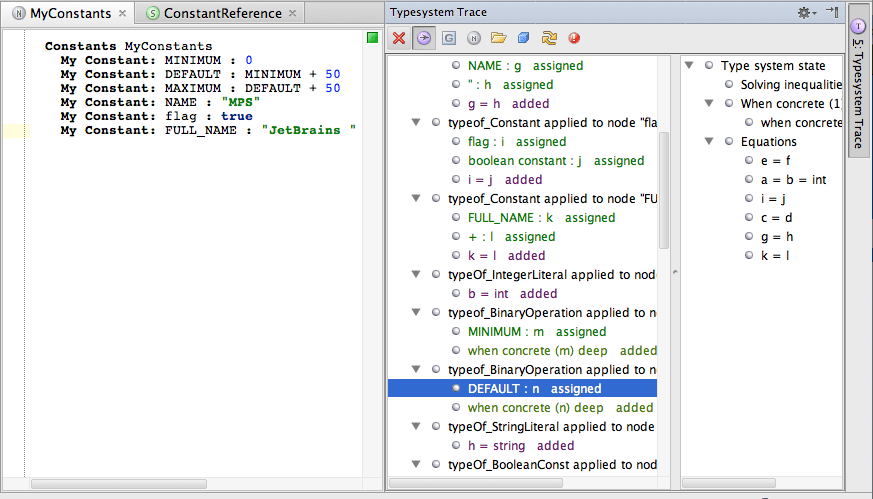 MyConstants
ConstantReference
Constants MyConstants
My Constant: MINIMUM : 0
My Constant: DEFAULT : MINIMUM + 50
My Constant: MAXIMUM : DEFAULT + 50
My Constant: NAME : "MPS"
My Constant: flag : true
My Constant: FULL_NAME : "JetBrains "
Typesystem Trace
NAME : g assigned
" : h assigned
g = h added
typeof_Constant applied to node "fla
flag : i assigned
boolean constant : j assigned
i = j added
typeof_Constant applied to node "FU
FULL_NAME : k assigned
+ : l assigned
k = l added
typeOf_IntegerLiteral applied to nod
b = int added
typeof_BinaryOperation applied to n
MINIMUM : m assigned
when concrete (m) deep added
typeof_BinaryOperation applied to n
DEFAULT : n assigned
when concrete (n) deep added
typeOf_StringLiteral applied to node
h = string added
typeOf_BooleanConst applied to nod
Type system state
Solving inequalitie
When concrete (1
when concrete
Equations
e = f
a = b = int
i = j
c = d
g = h
k = l
5: Typesystem Trace